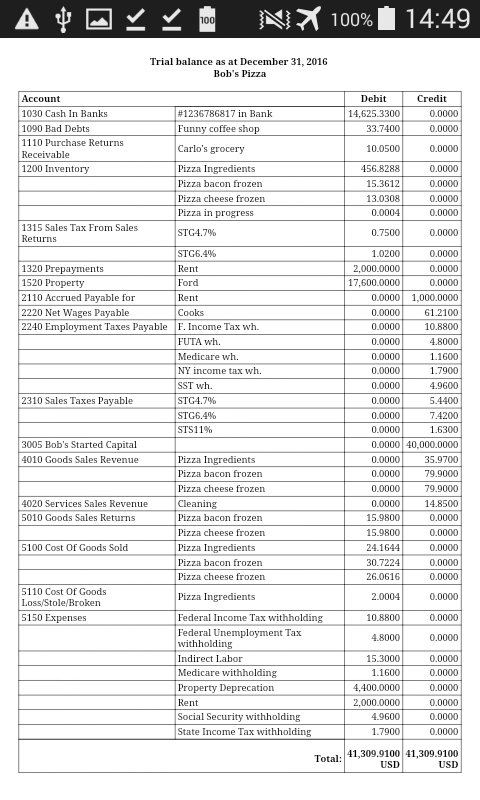 100 100% 14:49
Trial balance as at December 31, 2016
Bob's Pizza
Account Debit Credit
1030 Cash In Banks #1236786817 in Bank 14,625.3300 0.0000
1090 Bad Debts Funny coffee shop 33.7400 0.0000
1110 Purchase Returns
Receivable Carlo's grocery 10.0500 0.0000
1200 Inventory Pizza Ingredients 456.8288 0.0000
Pizza bacon frozen 15.3612 0.0000
Pizza cheese frozen 13.0308 0.0000
Pizza in progress 0.0004 0.0000
1315 Sales Tax From Sales
Returns STG4.7% 0.7500 0.0000
STG6.4% 1.0200 0.0000
1320 Prepayments Rent 2,000.0000 0.0000
1520 Property Ford 17,600.0000 0.0000
2110 Accrued Payable for Rent 0.0000 1,000.0000
2220 Net Wages Payable Cooks 0.0000 61.2100
2240 Employment Taxes Payable F. Income Tax wh. 0.0000 10.8800
FUTA wh. 0.0000 4.8000
Medicare wh. 0.0000 1.1600
NY income tax wh. 0.0000 1.7900
SST wh. 0.0000 4.9600
2310 Sales Taxes Payable STG4.7% 0.0000 5.4400
STG6.4% 0.0000 7.4200
STS11% 0.0000 1.6300
3005 Bob's Started Capital 0.0000 40,000.0000
4010 Goods Sales Revenue Pizza Ingredients 0.0000 35.9700
Pizza bacon frozen 0.0000 79.9000
Pizza cheese frozen 0.0000 79.9000
4020 Services Sales Revenue Cleaning 0.0000 14.8500
5010 Goods Sales Returns Pizza bacon frozen 15.9800 0.0000
Pizza cheese frozen 15.9800 0.0000
5100 Cost Of Goods Sold Pizza Ingredients 24.1644 0.0000
Pizza bacon frozen 30.7224 0.0000
Pizza cheese frozen 26.0616 0.0000
5110 Cost Of Goods
Loss/Stole/Broken Pizza Ingredients 2.0004 0.0000
5150 Expenses Federal Income Tax withholding 10.8800 0.0000
Federal Unemployment Tax
withholding 4.8000 0.0000
Indirect Labor 15.3000 0.0000
Medicare withholding 1.1600 0.0000
Property Deprecation 4,400.0000 0.0000
Rent 2,000.0000 0.0000
Social Security withholding 4.9600 0.0000
State Income Tax withholding 1.7900 0.0000
Total: 41,309.9100 41,309.9100
USD USD